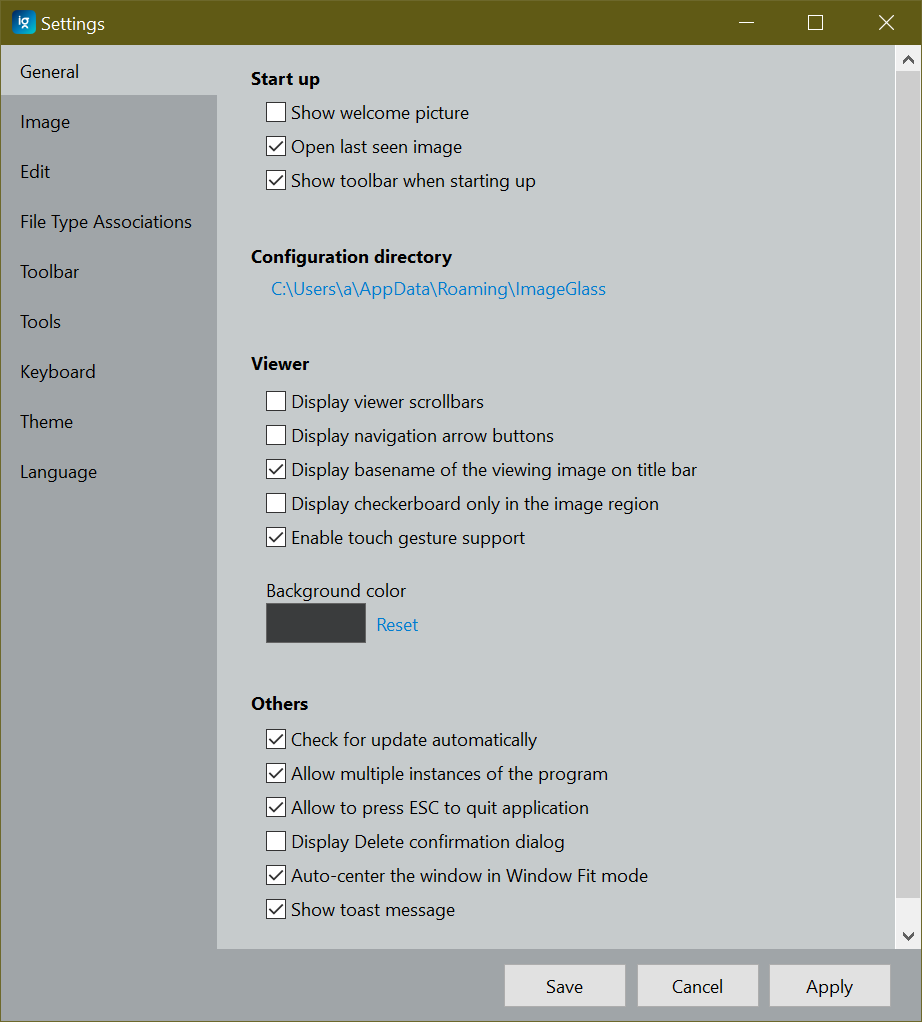 ig Settings
General
Image
Edit
File Type Associations
Toolbar
Tools
Keyboard
Theme
Language
Start up
Show welcome picture
Open last seen image
Show toolbar when starting up
Configuration directory
C:\Users\a\AppData\Roaming\ImageGlass
Viewer
Display viewer scrollbars
Display navigation arrow buttons
Display basename of the viewing image on title bar
Display checkerboard only in the image region
Enable touch gesture support
Background color
Reset
Others
Check for update automatically
Allow multiple instances of the program
Allow to press ESC to quit application
Display Delete confirmation dialog
Auto-center the window in Window Fit mode
Show toast message
Save Cancel Apply